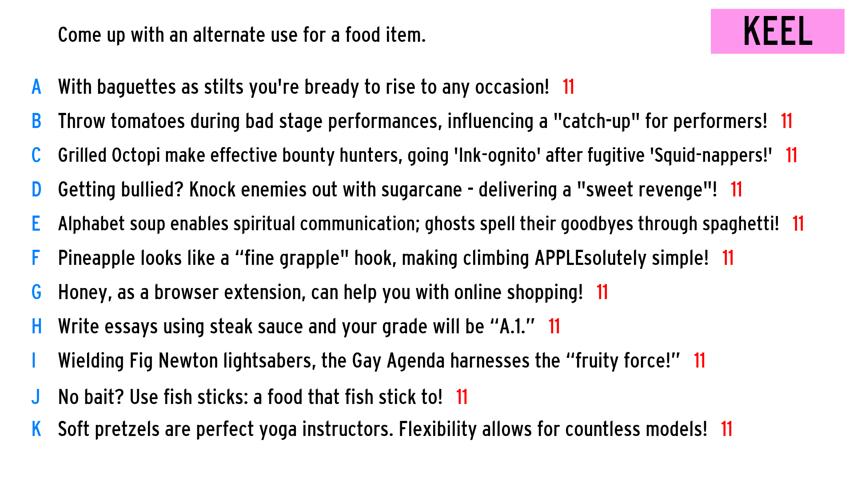 Come up with an alternate use for a food item.
KEEL
A With baguettes as stilts you're bready to rise to any occasion! 11
B Throw tomatoes during bad stage performances, influencing a "catch-up" for performers! 11
C Grilled Octopi make effective bounty hunters, going 'Ink-ognito' after fugitive 'Squid-nappers!' 11
D Getting bullied? Knock enemies out with sugarcane - delivering a "sweet revenge"! 11
E Alphabet soup enables spiritual communication; ghosts spell their goodbyes through spaghetti! 11
F Pineapple looks like a “fine grapple" hook, making climbing APPLEsolutely simple! 11
G Honey, as a browser extension, can help you with online shopping! 11
H Write essays using steak sauce and your grade will be “A.1.” 11
I Wielding Fig Newton lightsabers, the Gay Agenda harnesses the “fruity force!” 11
J No bait? Use fish sticks: a food that fish stick to! 11
K Soft pretzels are perfect yoga instructors. Flexibility allows for countless models! 11